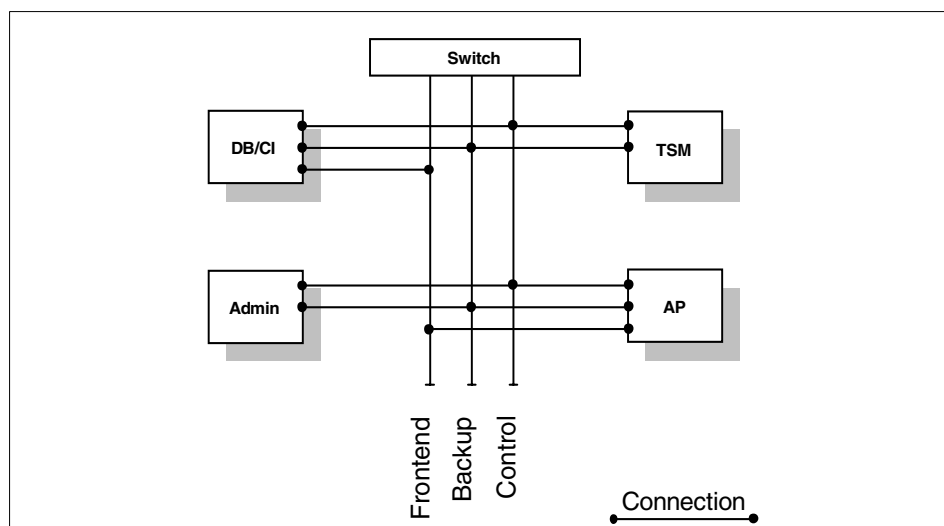 Switch
DB/CI
TSM
Admin
AP
Frontend
Backup
Control
Connection